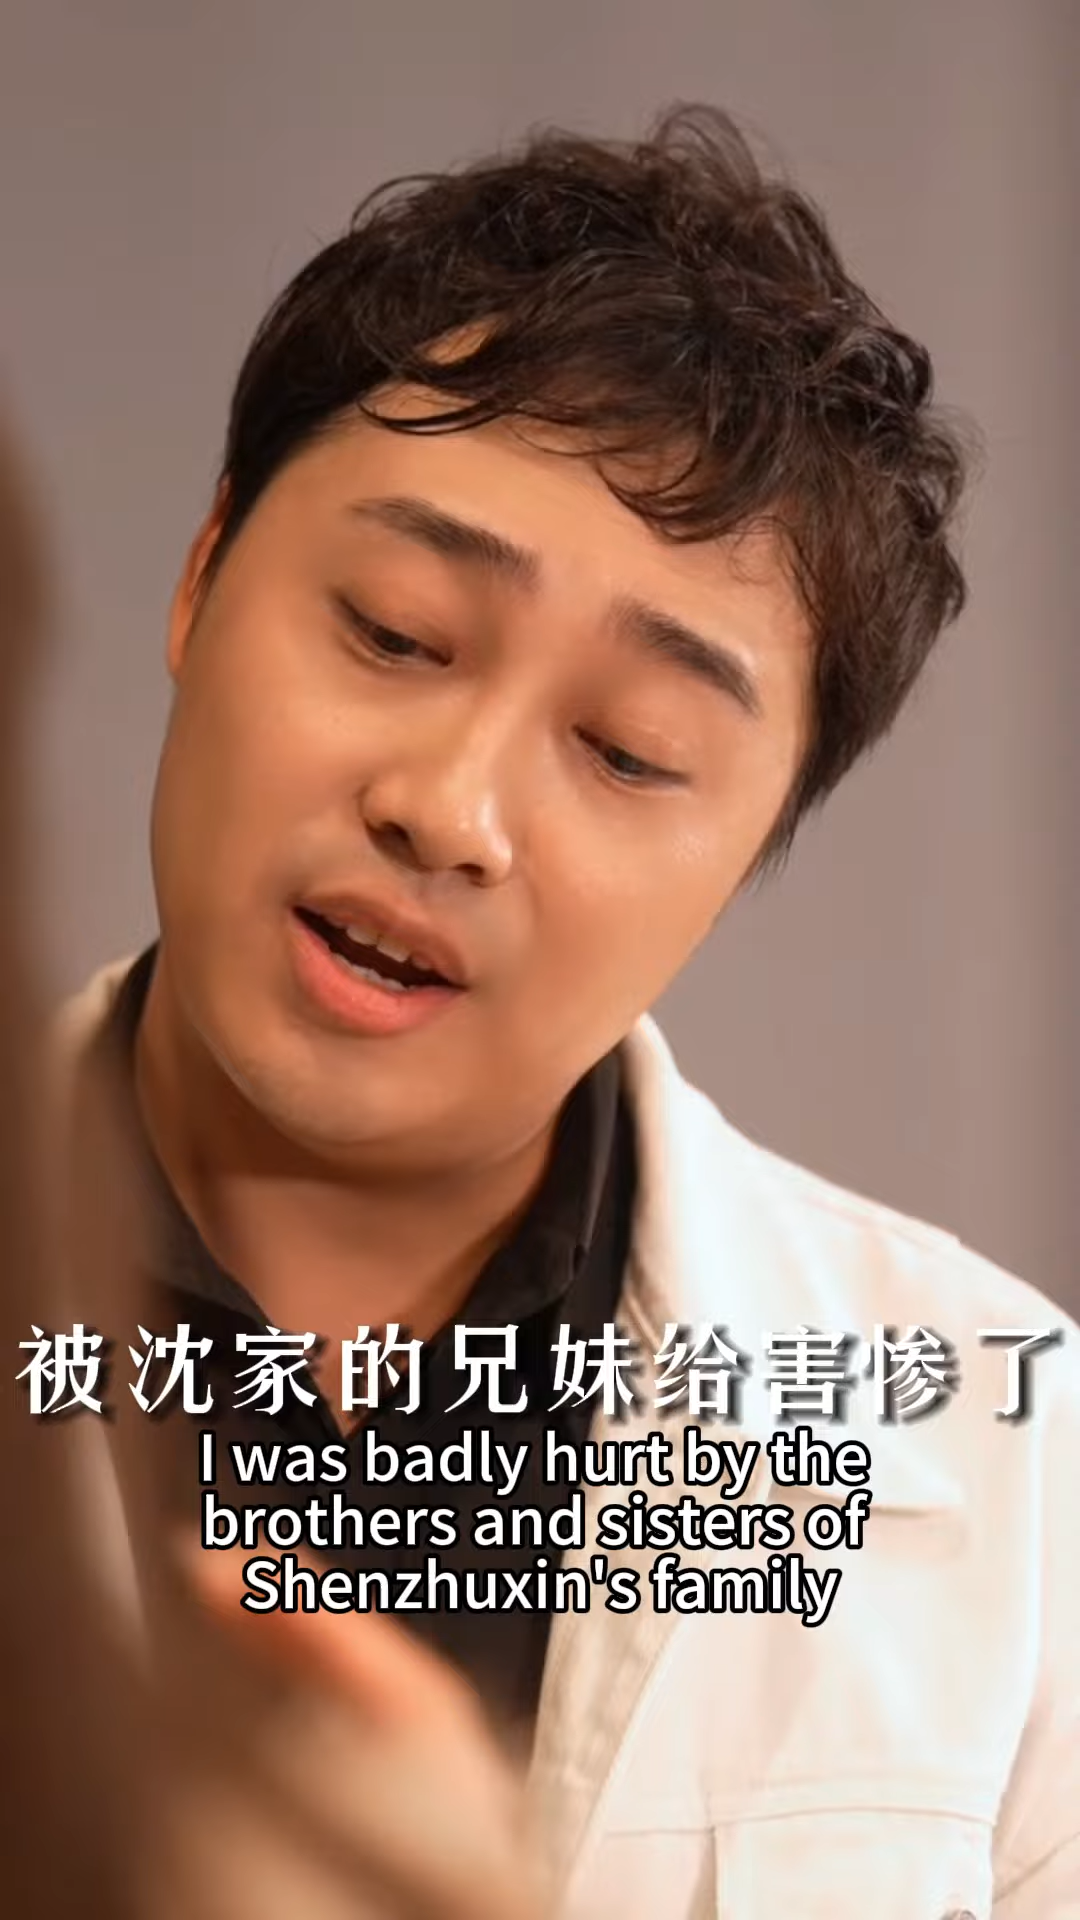 被沈家的兄妹给害惨了
I was badly hurt by the
brothers and sisters of
Shenzhuxin's family